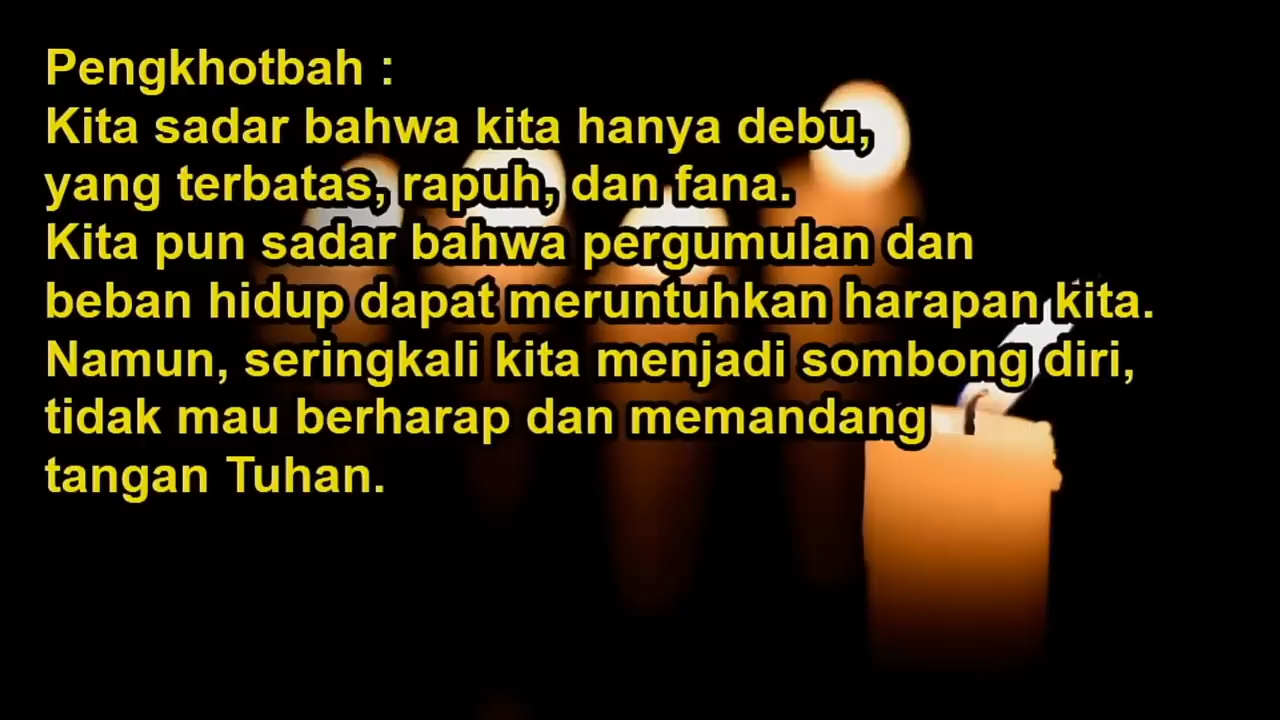 Pengkhotbah :
Kita sadar bahwa kita hanya debu,
yang terbatas, rapuh, dan fana.
Kita pun sadar bahwa pergumulan dan
beban hidup dapat meruntuhkan harapan kita.
Namun, seringkali kita menjadi sombong diri,
tidak mau berharap dan memandang
tangan Tuhan.